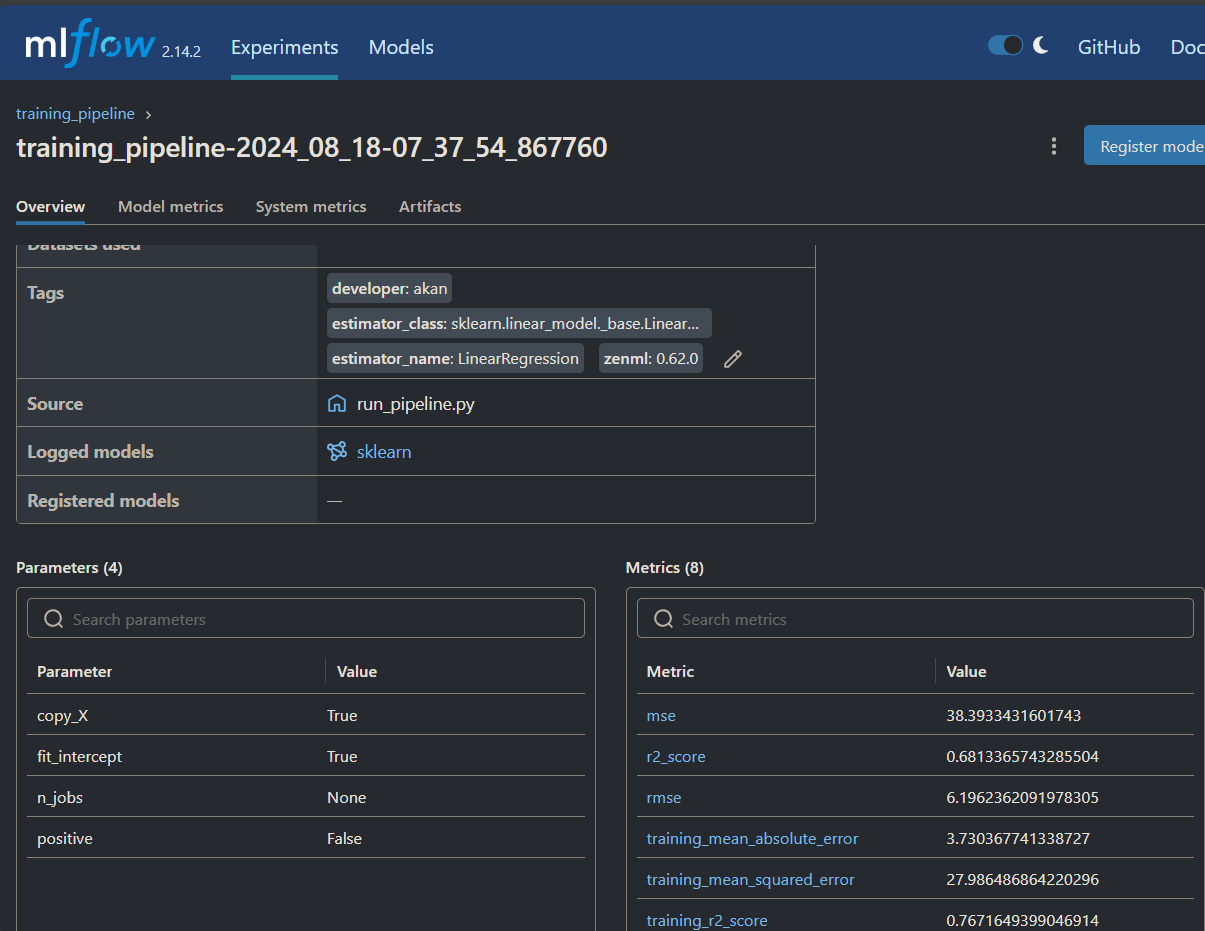 mlflow 2.14.2 Experiments Models GitHub Doc
training_pipeline ›
training_pipeline-2024_08_18-07_37_54_867760
Register mode
Overview Model metrics System metrics Artifacts
Datasets used
Tags
developer: akan
estimator_class: sklearn.linear_model._base.Linear...
estimator_name: LinearRegression zenml: 0.62.0
Source run_pipeline.py
Logged models sklearn
Registered models —
Parameters (4)
Search parameters
Parameter Value
copy_X True
fit_intercept True
n_jobs None
positive False
Metrics (8)
Search metrics
Metric Value
mse 38.3933431601743
r2_score 0.6813365743285504
rmse 6.1962362091978305
training_mean_absolute_error 3.730367741338727
training_mean_squared_error 27.986486864220296
training_r2_score 0.7671649399046914